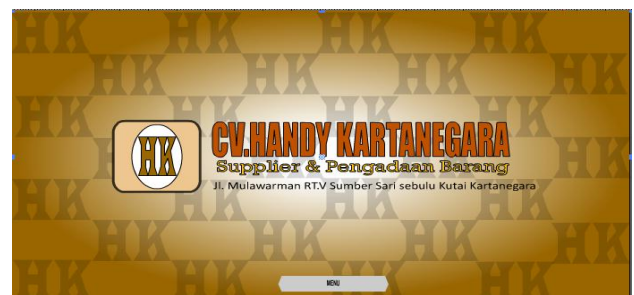 HK
CV.HANDY KARTANEGARA
Supplier & Pengadaan Barang
Jl. Mulawarman RT.V Sumber Sari sebulu Kutai Kartanegara
MENU